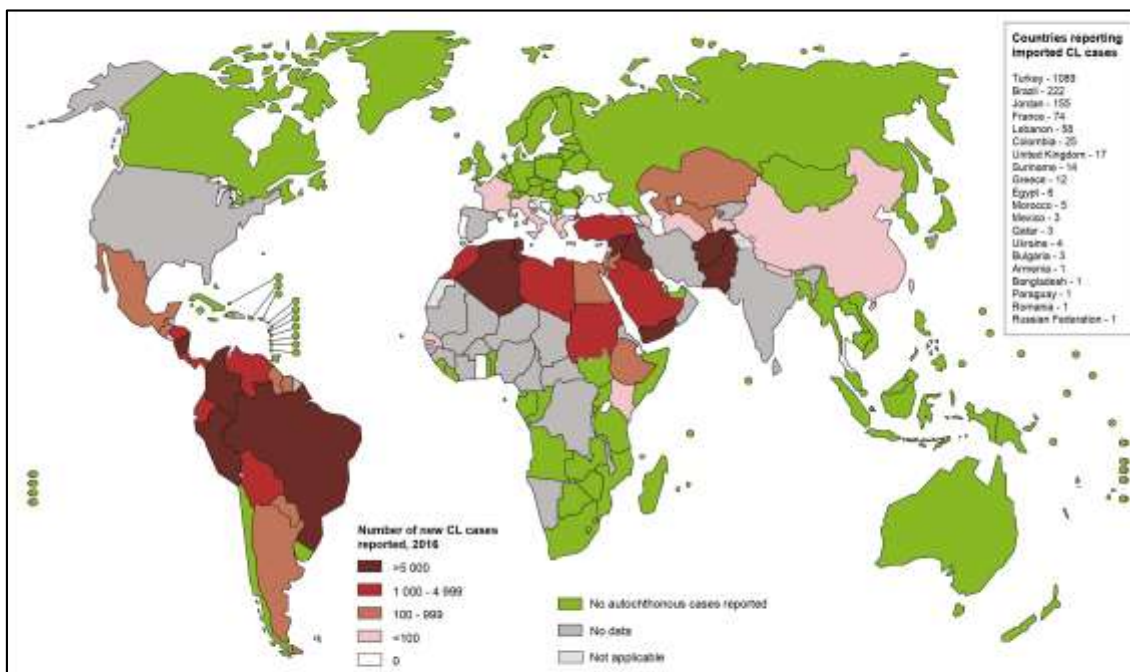 Countries reporting
imported CL cases
Turkey - 1089
Brazil - 222
Jordan - 155
France - 74
Lebanon - 58
Colombia - 25
United Kingdom - 17
Suriname - 14
Greece - 12
Egypt - 6
Morocco - 5
Mexico - 3
Qatar - 3
Ukraine - 4
Bulgaria - 3
Armenia - 1
Bangladesh - 1
Paraguay - 1
Romania - 1
Russian Federation - 1
Number of new CL cases
reported, 2016
>5 000
1 000 - 4 999
100 - 999
<100
0
No autochthonous cases reported
No data
Not applicable